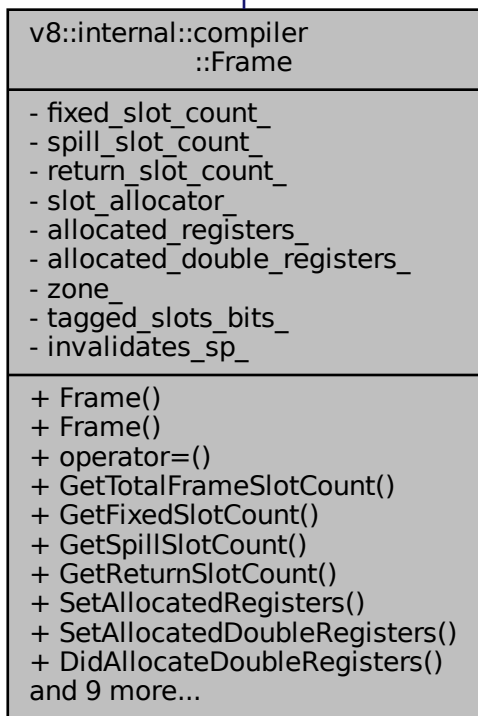 v8::internal::compiler
::Frame
- fixed_slot_count_
- spill_slot_count_
- return_slot_count_
- slot_allocator_
- allocated_registers_
- allocated_double_registers_
- zone_
- tagged_slots_bits_
- invalidates_sp_
+ Frame()
+ Frame()
+ operator=()
+ GetTotalFrameSlotCount()
+ GetFixedSlotCount()
+ GetSpillSlotCount()
+ GetReturnSlotCount()
+ SetAllocatedRegisters()
+ SetAllocatedDoubleRegisters()
+ DidAllocateDoubleRegisters()
and 9 more...